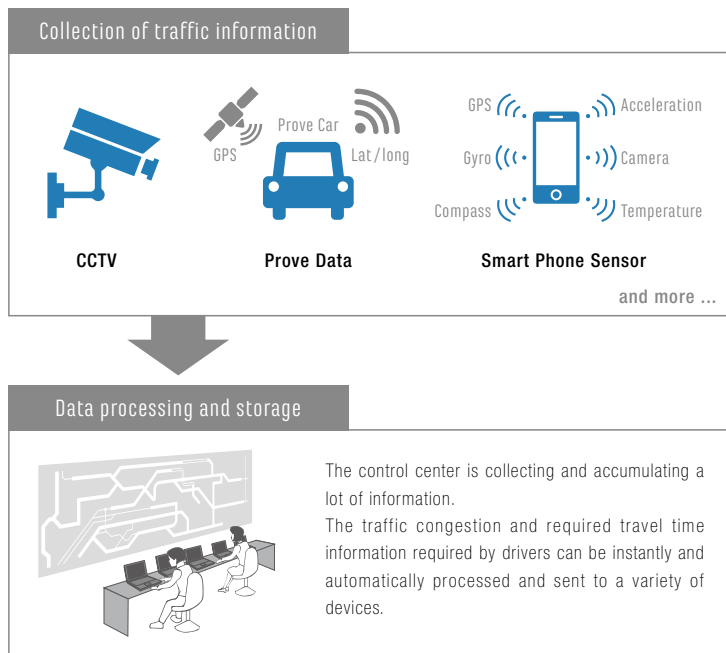 Collection of traffic information
GPS
Prove Car
Lat/long
GPS
Acceleration
Gyro
Camera
Compass
Temperature
CCTV
Prove Data
Smart Phone Sensor
and more ...
Data processing and storage
The control center is collecting and accumulating a
lot of information.
The traffic congestion and required travel time
information required by drivers can be instantly and
automatically processed and sent to a variety of
devices.